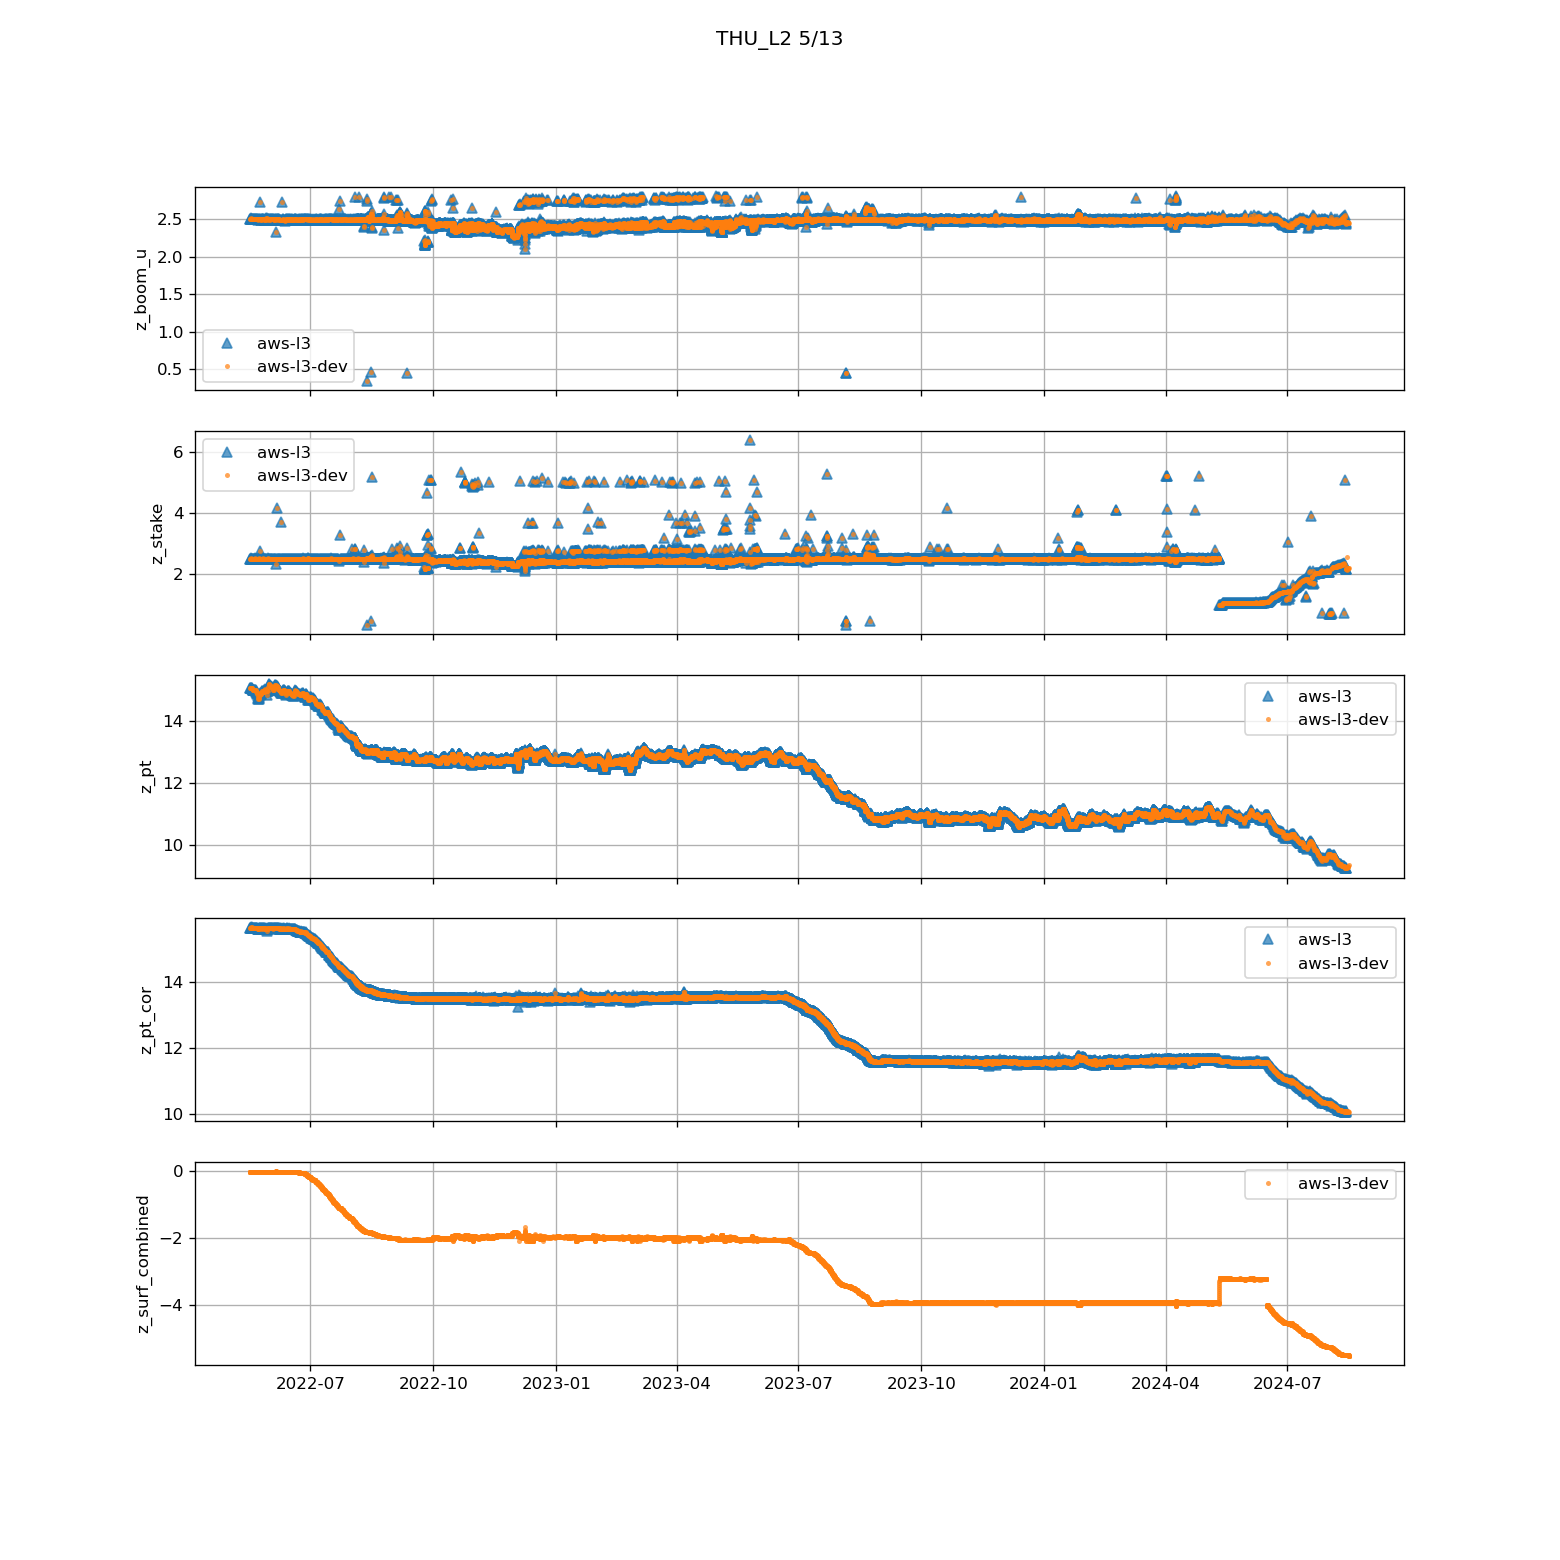 THU_L2 5/13
z_boom_u
2.5
2.0
1.5
1.0
0.5
aws-l3
aws-l3-dev
z_stake
6
4
2
aws-l3
aws-l3-dev
z_pt
14
12
10
aws-l3
aws-l3-dev
z_pt_cor
14
12
10
aws-l3
aws-l3-dev
z_surf_combined
0
−2
−4
aws-l3-dev
2022-07 2022-10 2023-01 2023-04 2023-07 2023-10 2024-01 2024-04 2024-07